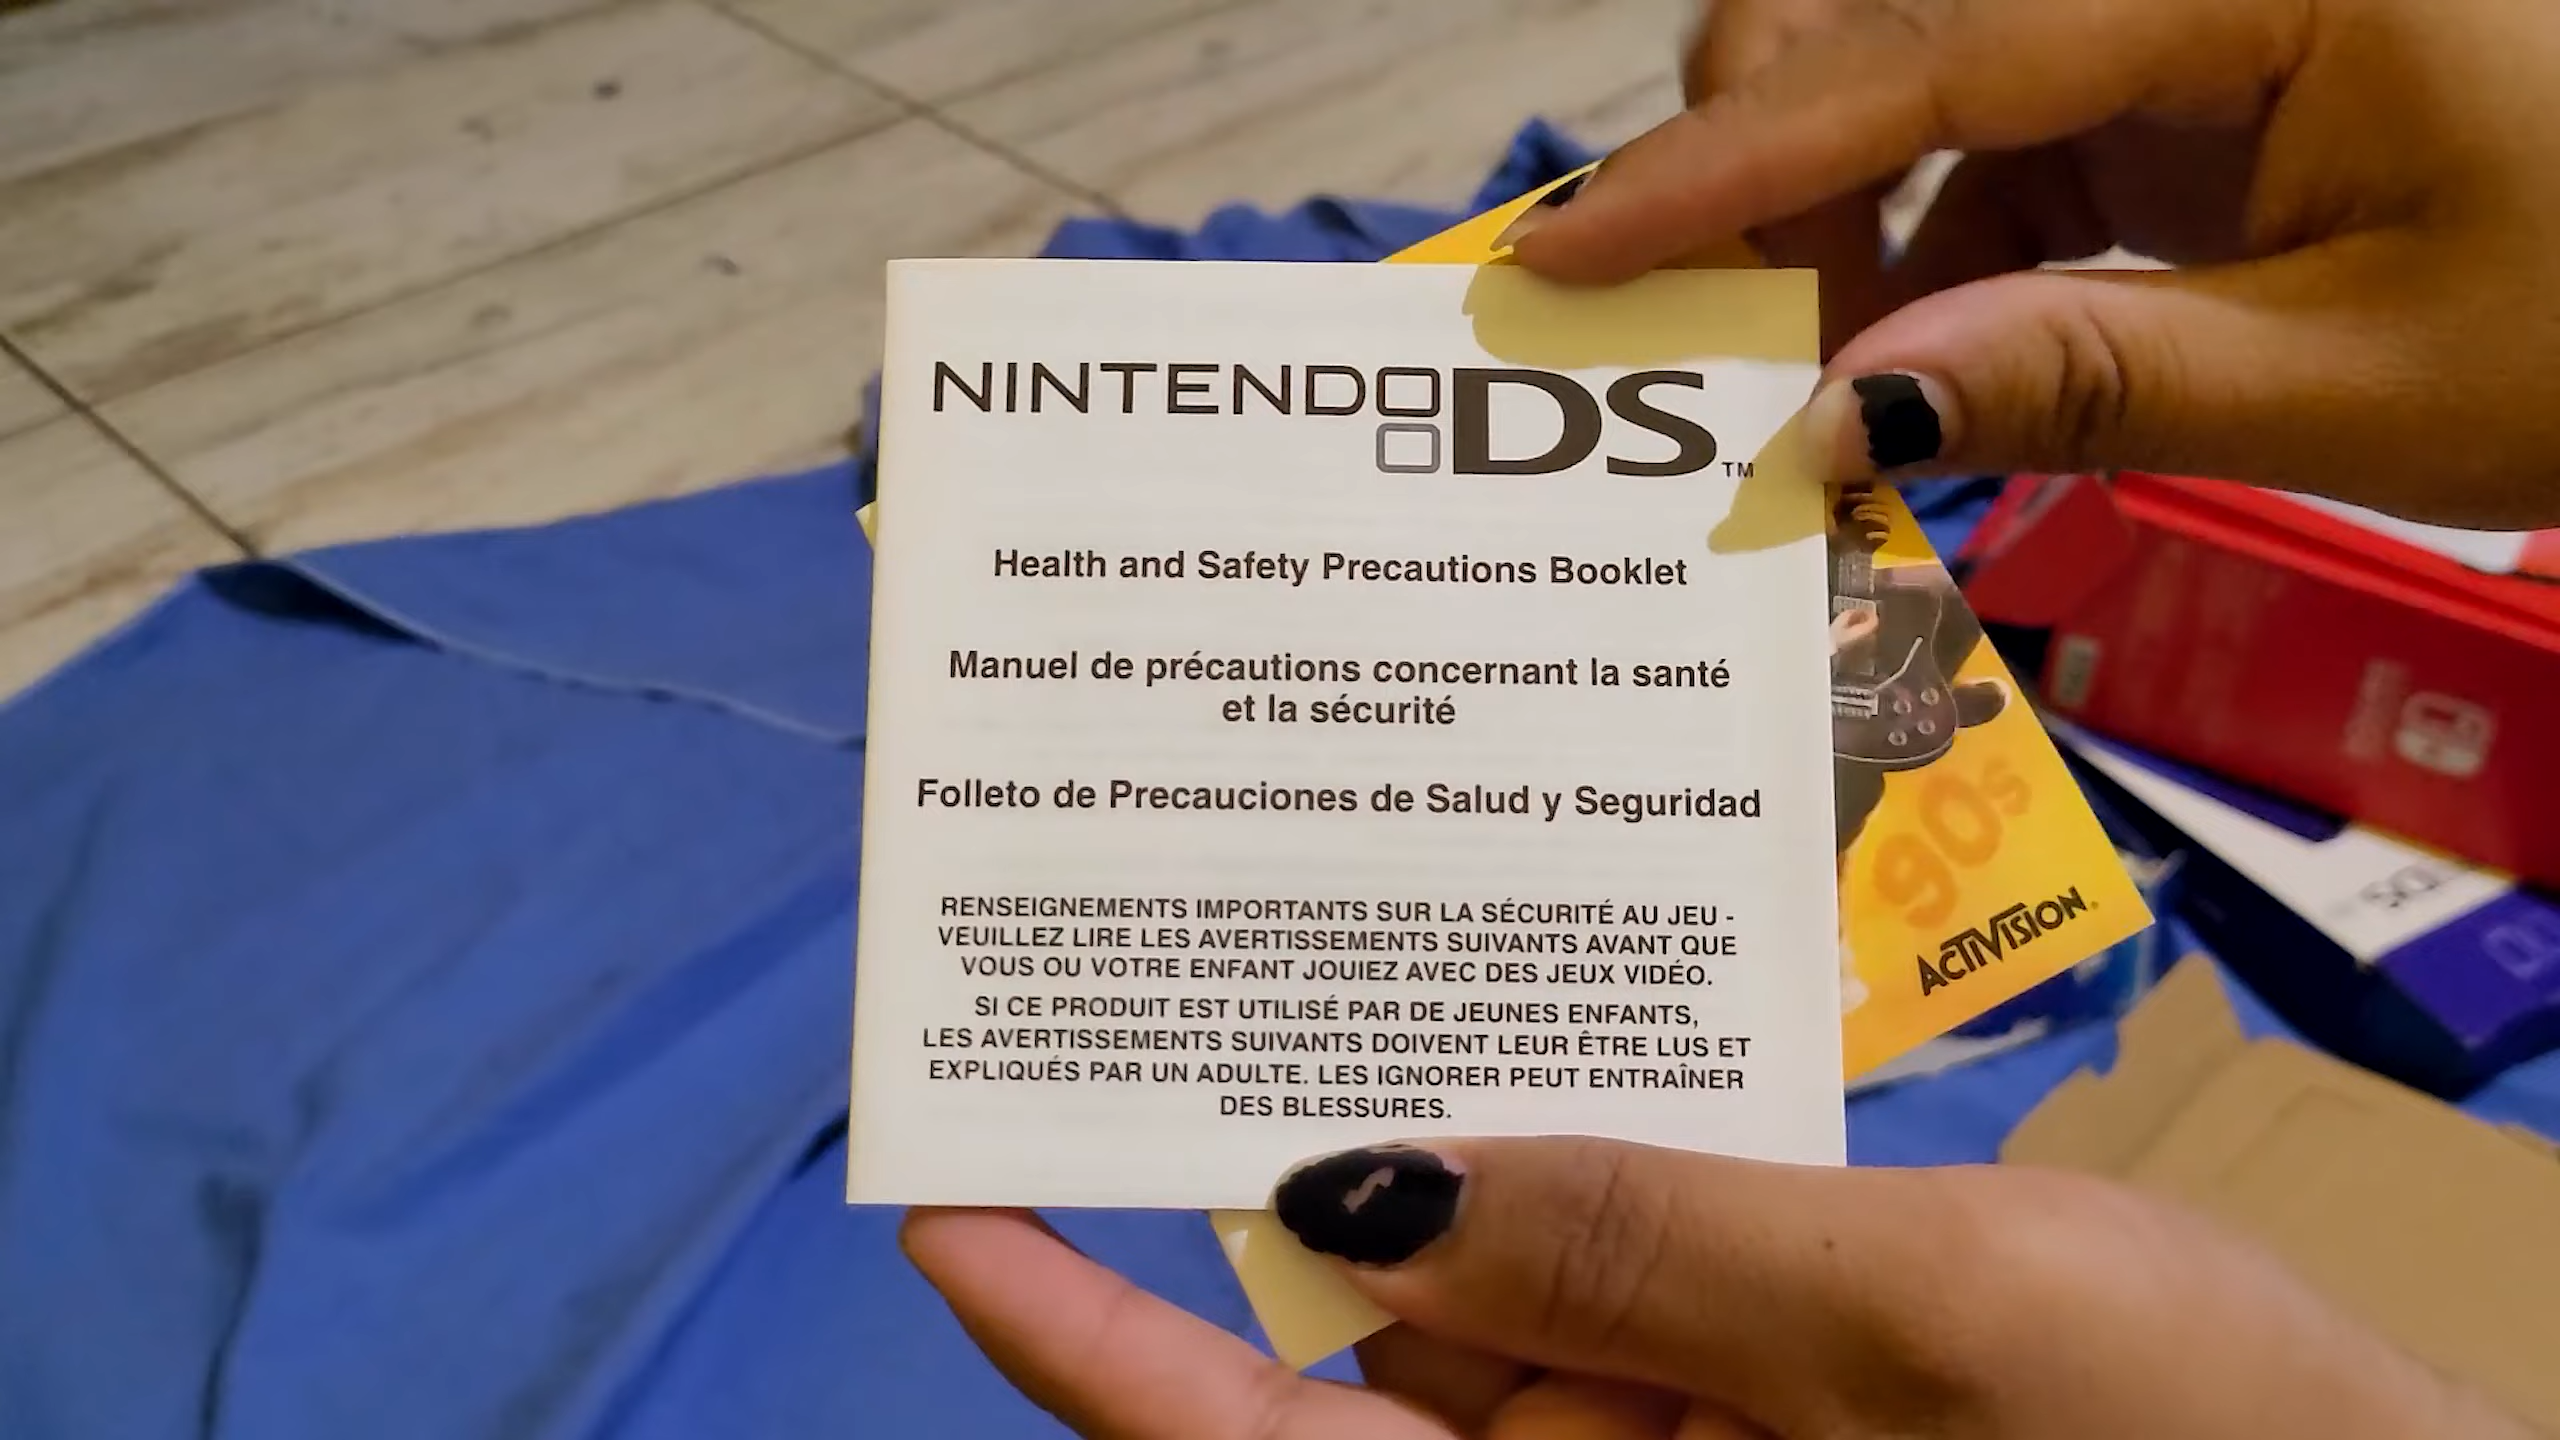 NINTENDO DS™
Health and Safety Precautions Booklet
Manuel de précautions concernant la santé
et la sécurité
Folleto de Precauciones de Salud y Seguridad
RENSEIGNEMENTS IMPORTANTS SUR LA SÉCURITÉ AU JEU -
VEUILLEZ LIRE LES AVERTISSEMENTS SUIVANTS AVANT QUE
VOUS OU VOTRE ENFANT JOUIEZ AVEC DES JEUX VIDÉO.
SI CE PRODUIT EST UTILISÉ PAR DE JEUNES ENFANTS,
LES AVERTISSEMENTS SUIVANTS DOIVENT LEUR ÊTRE LUS ET
EXPLIQUÉS PAR UN ADULTE. LES IGNORER PEUT ENTRAÎNER
DES BLESSURES.
90s
ACTIVISION.